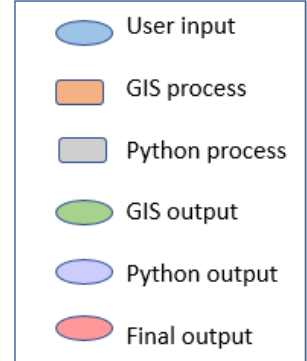 User input
GIS process
Python process
GIS output
Python output
Final output